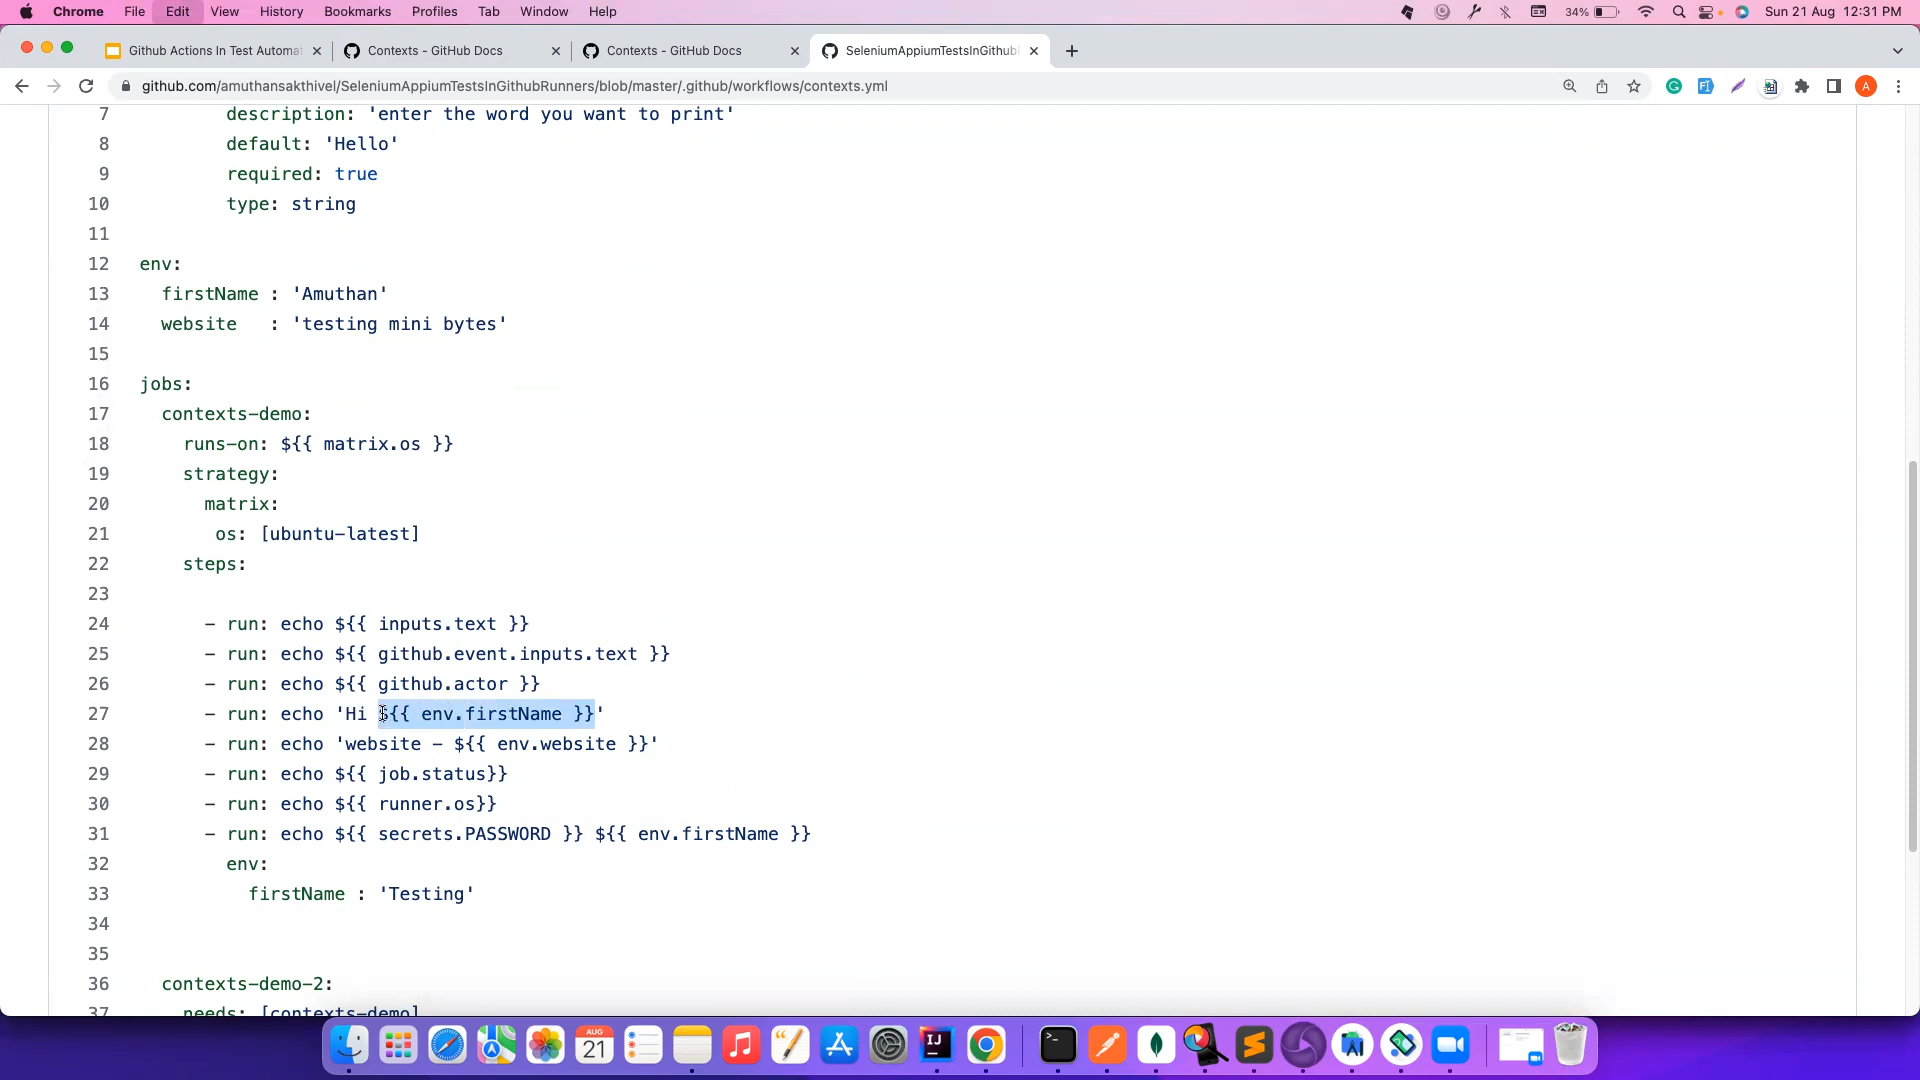 Chrome File Edit View History Bookmarks Profiles Tab Window Help 34% Sun 21 Aug 12:31 PM
Github Actions In Test Automat Contexts - GitHub Docs Contexts - GitHub Docs SeleniumAppiumTestsInGithubR
github.com/amuthansakthivel/SeleniumAppiumTestsInGithubRunners/blob/master/.github/workflows/contexts.yml A
7 description: 'enter the word you want to print'
8 default: 'Hello'
9 required: true
10 type: string
11
12 env:
13 firstName : 'Amuthan'
14 website : 'testing mini bytes'
15
16 jobs:
17 contexts-demo:
18 runs-on: ${{ matrix.os }}
19 strategy:
20 matrix:
21 os: [ubuntu-latest]
22 steps:
23
24 - run: echo ${{ inputs.text }}
25 - run: echo ${{ github.event.inputs.text }}
26 - run: echo ${{ github.actor }}
27 - run: echo 'Hi ${{ env.firstName }}'
28 - run: echo 'website - ${{ env.website }}'
29 - run: echo ${{ job.status}}
30 - run: echo ${{ runner.os}}
31 - run: echo ${{ secrets.PASSWORD }} ${{ env.firstName }}
32 env:
33 firstName : 'Testing'
34
35
36 contexts-demo-2:
37 needs: [contexts-demo]
AUG
21
IJ